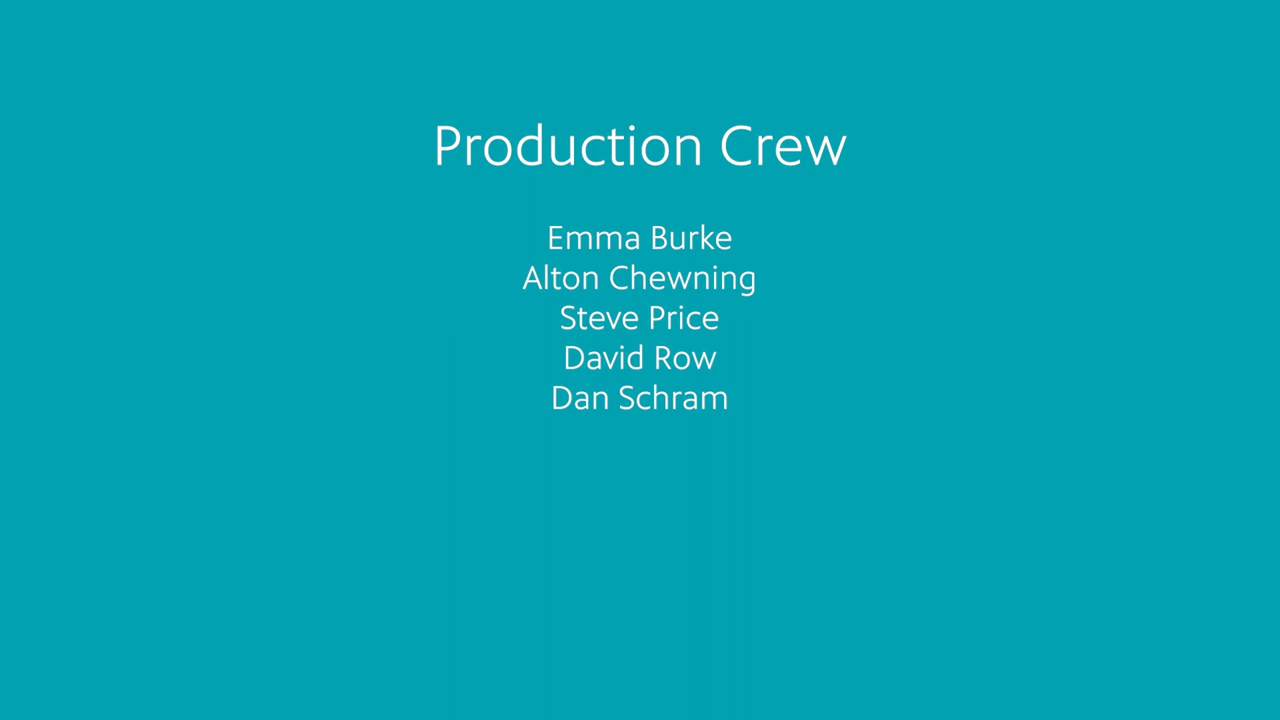 Production Crew
Emma Burke
Alton Chewning
Steve Price
David Row
Dan Schram